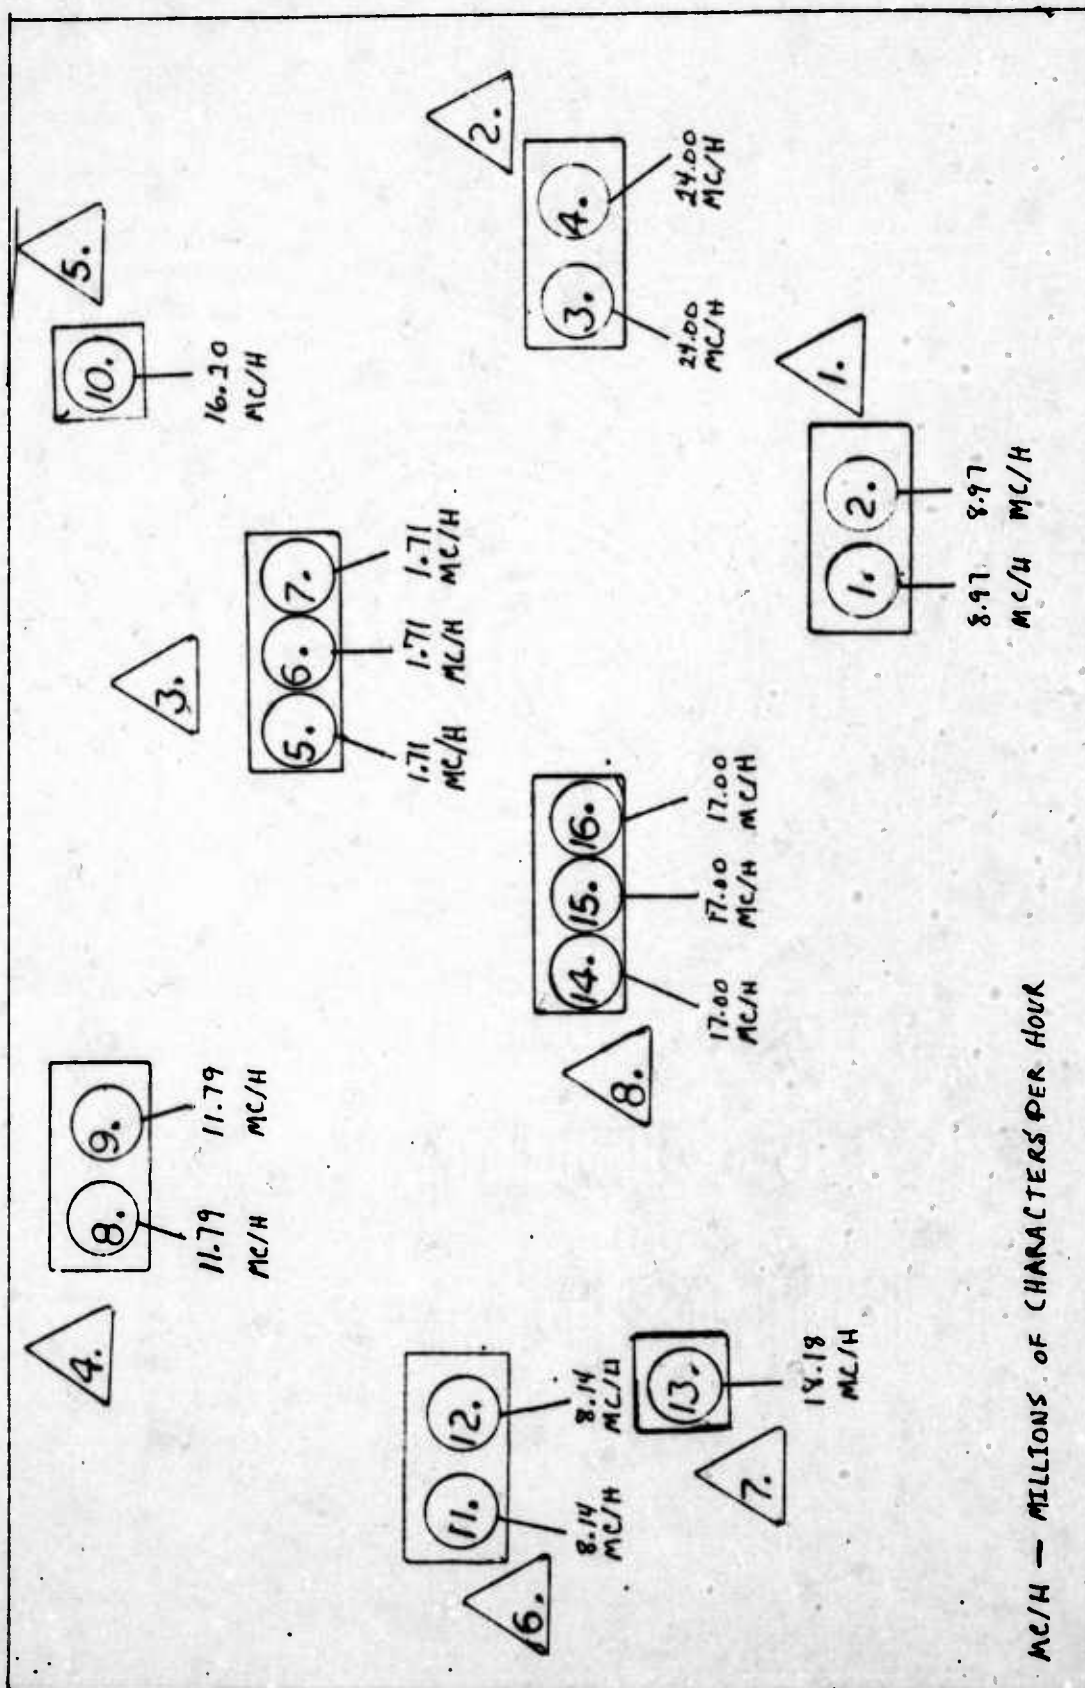 4.
8. 9.
11.79 11.79
MC/H MC/H
5.
10.
16.20
MC/H
3.
5. 6. 7.
1.71 1.71 1.71
MC/H MC/H MC/H
2.
3. 4.
24.00 24.00
MC/H MC/H
11. 12.
6.
8.14 8.14
MC/H MC/H
14. 15. 16.
8.
17.00 17.00 17.00
MC/H MC/H MC/H
13.
7.
18.18
MC/H
1.
1. 2.
8.97 8.97
MC/H MC/H
MC/H — MILLIONS OF CHARACTERS PER HOUR